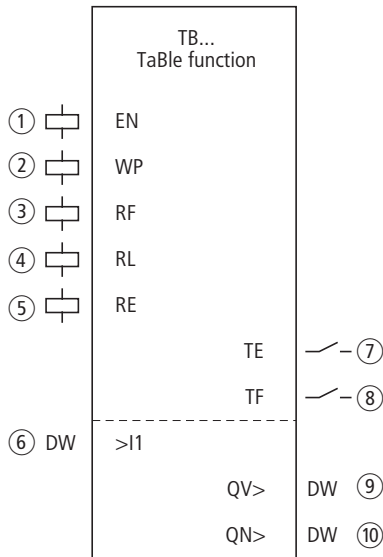 TB...
TaBle function
① EN
② WP
③ RF
④ RL
⑤ RE
TE ⑦
TF ⑧
⑥ DW >I1
QV> DW ⑨
QN> DW ⑩